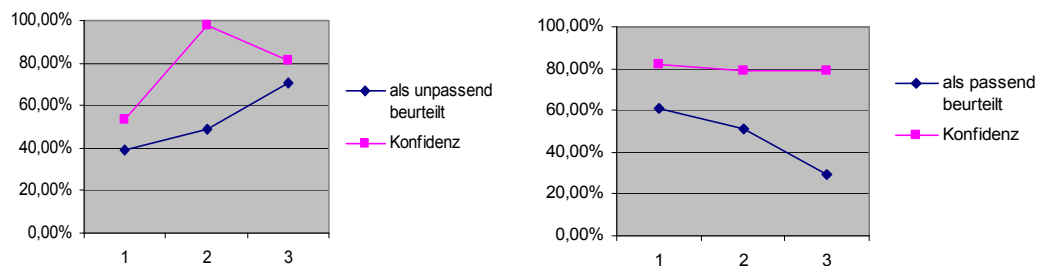 100,00%
80,00%
60,00%
40,00%
20,00%
0,00%
1 2 3
als unpassend
beurteilt
Konfidenz
100,00%
80,00%
60,00%
40,00%
20,00%
0,00%
1 2 3
als passend
beurteilt
Konfidenz